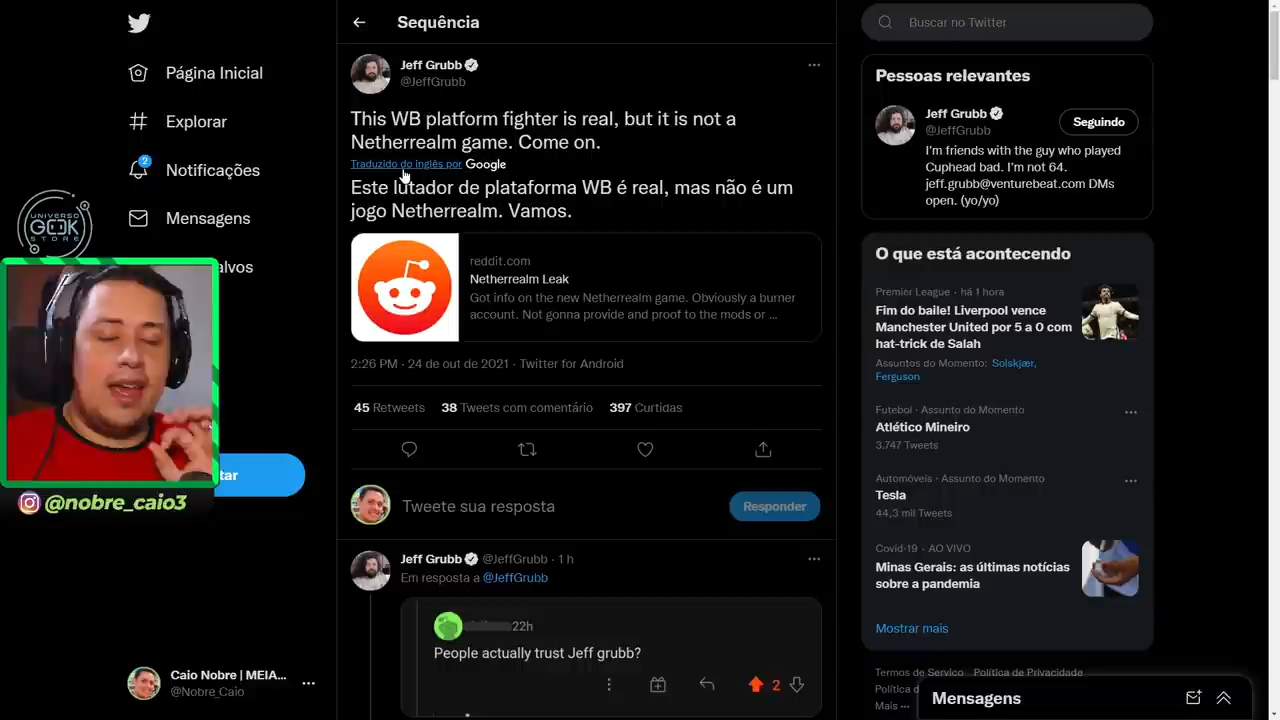 Página Inicial
Explorar
2
Notificações
Mensagens
alvos
UNIVERSO
GEEK
STORE
tar
@nobre_caio3
Caio Nobre | MEIA...
@Nobre_Caio
Sequência
Jeff Grubb
@JeffGrubb
This WB platform fighter is real, but it is not a
Netherrealm game. Come on.
Traduzido do inglês por Google
Este lutador de plataforma WB é real, mas não é um
jogo Netherrealm. Vamos.
reddit.com
Netherrealm Leak
Got info on the new Netherrealm game. Obviously a burner
account. Not gonna provide and proof to the mods or ...
2:26 PM · 24 de out de 2021 · Twitter for Android
45 Retweets 38 Tweets com comentário 397 Curtidas
Tweete sua resposta
Responder
Jeff Grubb @JeffGrubb · 1 h
Em resposta a @JeffGrubb
22h
People actually trust Jeff grubb?
2
Buscar no Twitter
Pessoas relevantes
Jeff Grubb
@JeffGrubb
Seguindo
I'm friends with the guy who played
Cuphead bad. I'm not 64.
jeff.grubb@venturebeat.com DMs
open. (yo/yo)
O que está acontecendo
Premier League · há 1 hora
Fim do baile! Liverpool vence
Manchester United por 5 a 0 com
hat-trick de Salah
Assuntos do Momento: Solskjær,
Ferguson
Futebol · Assunto do Momento
Atlético Mineiro
3.747 Tweets
Automóveis · Assunto do Momento
Tesla
44,3 mil Tweets
Covid-19 · AO VIVO
Minas Gerais: as últimas notícias
sobre a pandemia
Mostrar mais
Termos de Serviço Política de Privacidade
Política d
Mais ···
Mensagens